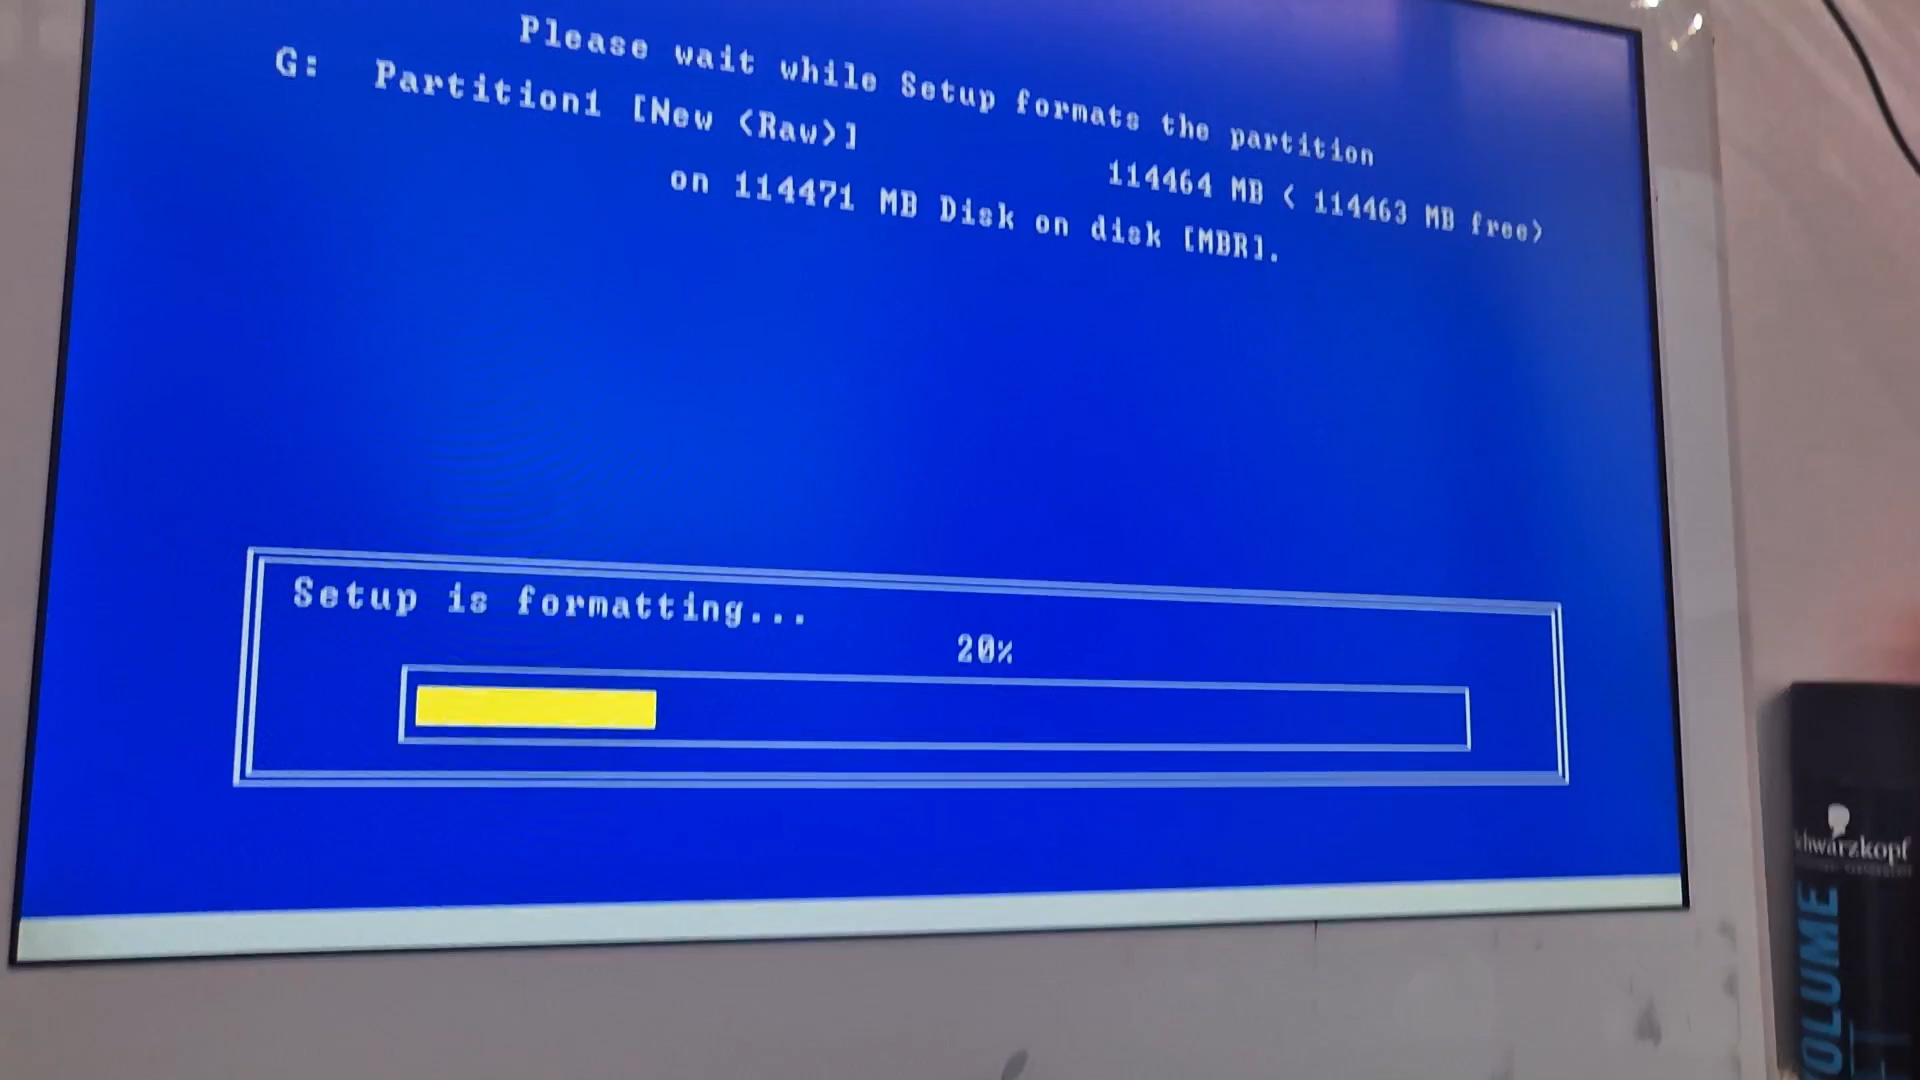 Please wait while Setup formats the partition
G: Partition1 [New <Raw>] 114464 MB ( 114463 MB free)
on 114471 MB Disk on disk [MBR].
Setup is formatting...
20%
Schwarzkopf
VOLUME